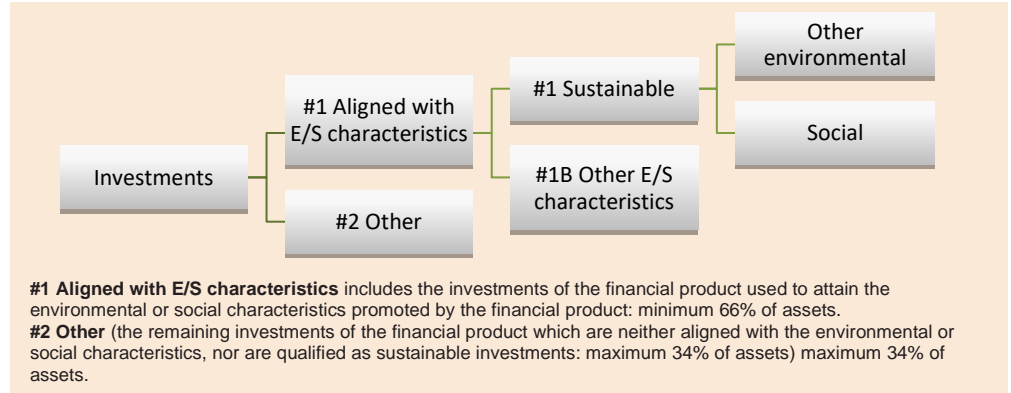 Other
environmental
#1 Aligned with
E/S characteristics
#1 Sustainable
Social
Investments
#1B Other E/S
characteristics
#2 Other
#1 Aligned with E/S characteristics includes the investments of the financial product used to attain the
environmental or social characteristics promoted by the financial product: minimum 66% of assets.
#2 Other (the remaining investments of the financial product which are neither aligned with the environmental or
social characteristics, nor are qualified as sustainable investments: maximum 34% of assets) maximum 34% of
assets.